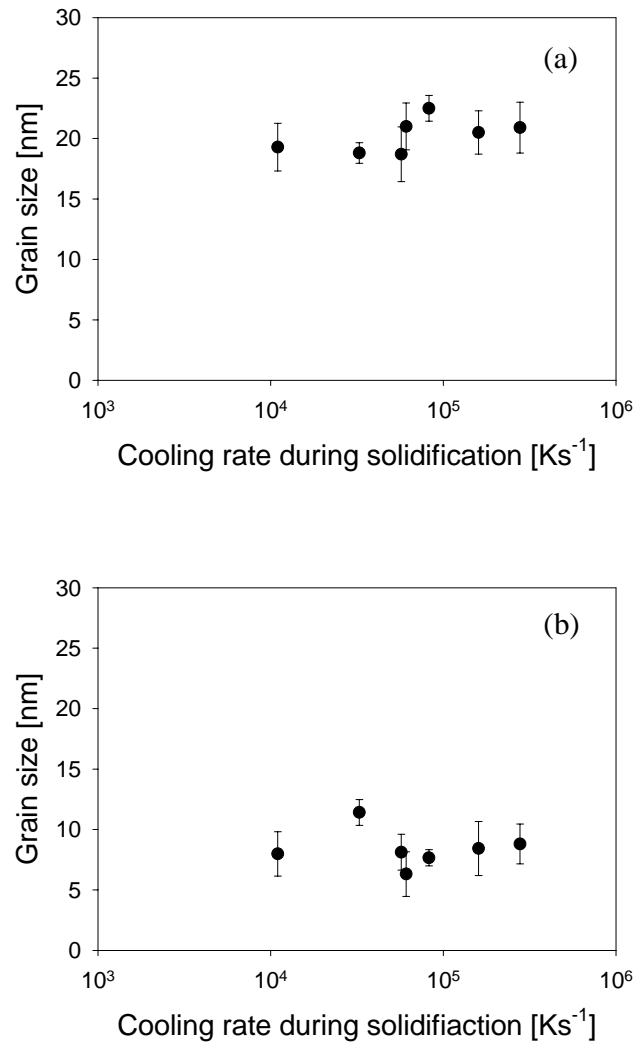 (a)
30
25
20
15
10
5
0
Grain size [nm]
10³ 10⁴ 10⁵ 10⁶
Cooling rate during solidification [Ks⁻¹]
(b)
30
25
20
15
10
5
0
Grain size [nm]
10³ 10⁴ 10⁵ 10⁶
Cooling rate during solidifiaction [Ks⁻¹]